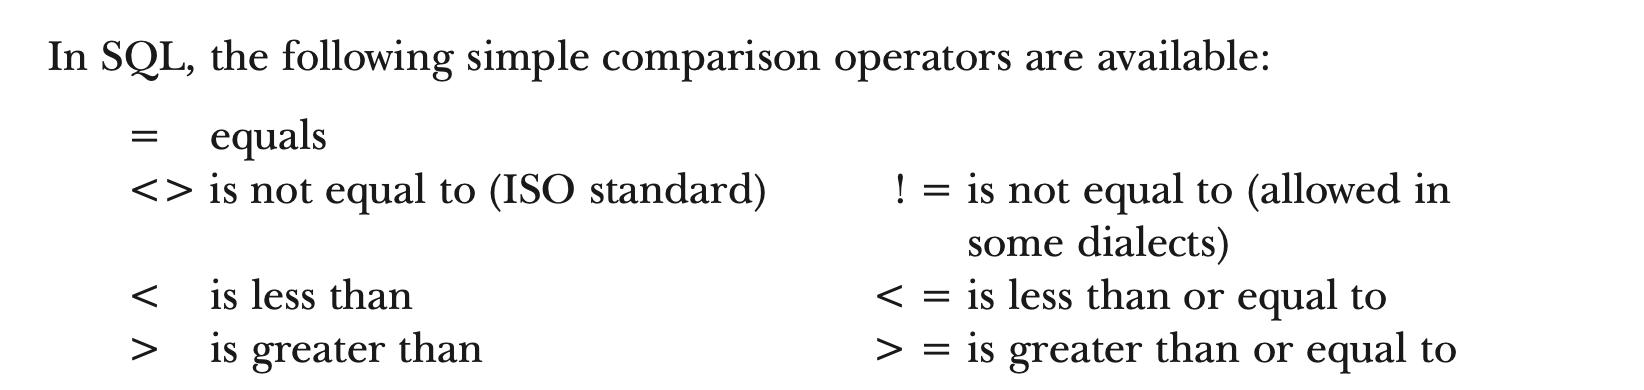 In SQL, the following simple comparison operators are available:
= equals
<> is not equal to (ISO standard) ! = is not equal to (allowed in
some dialects)
< is less than < = is less than or equal to
> is greater than > = is greater than or equal to